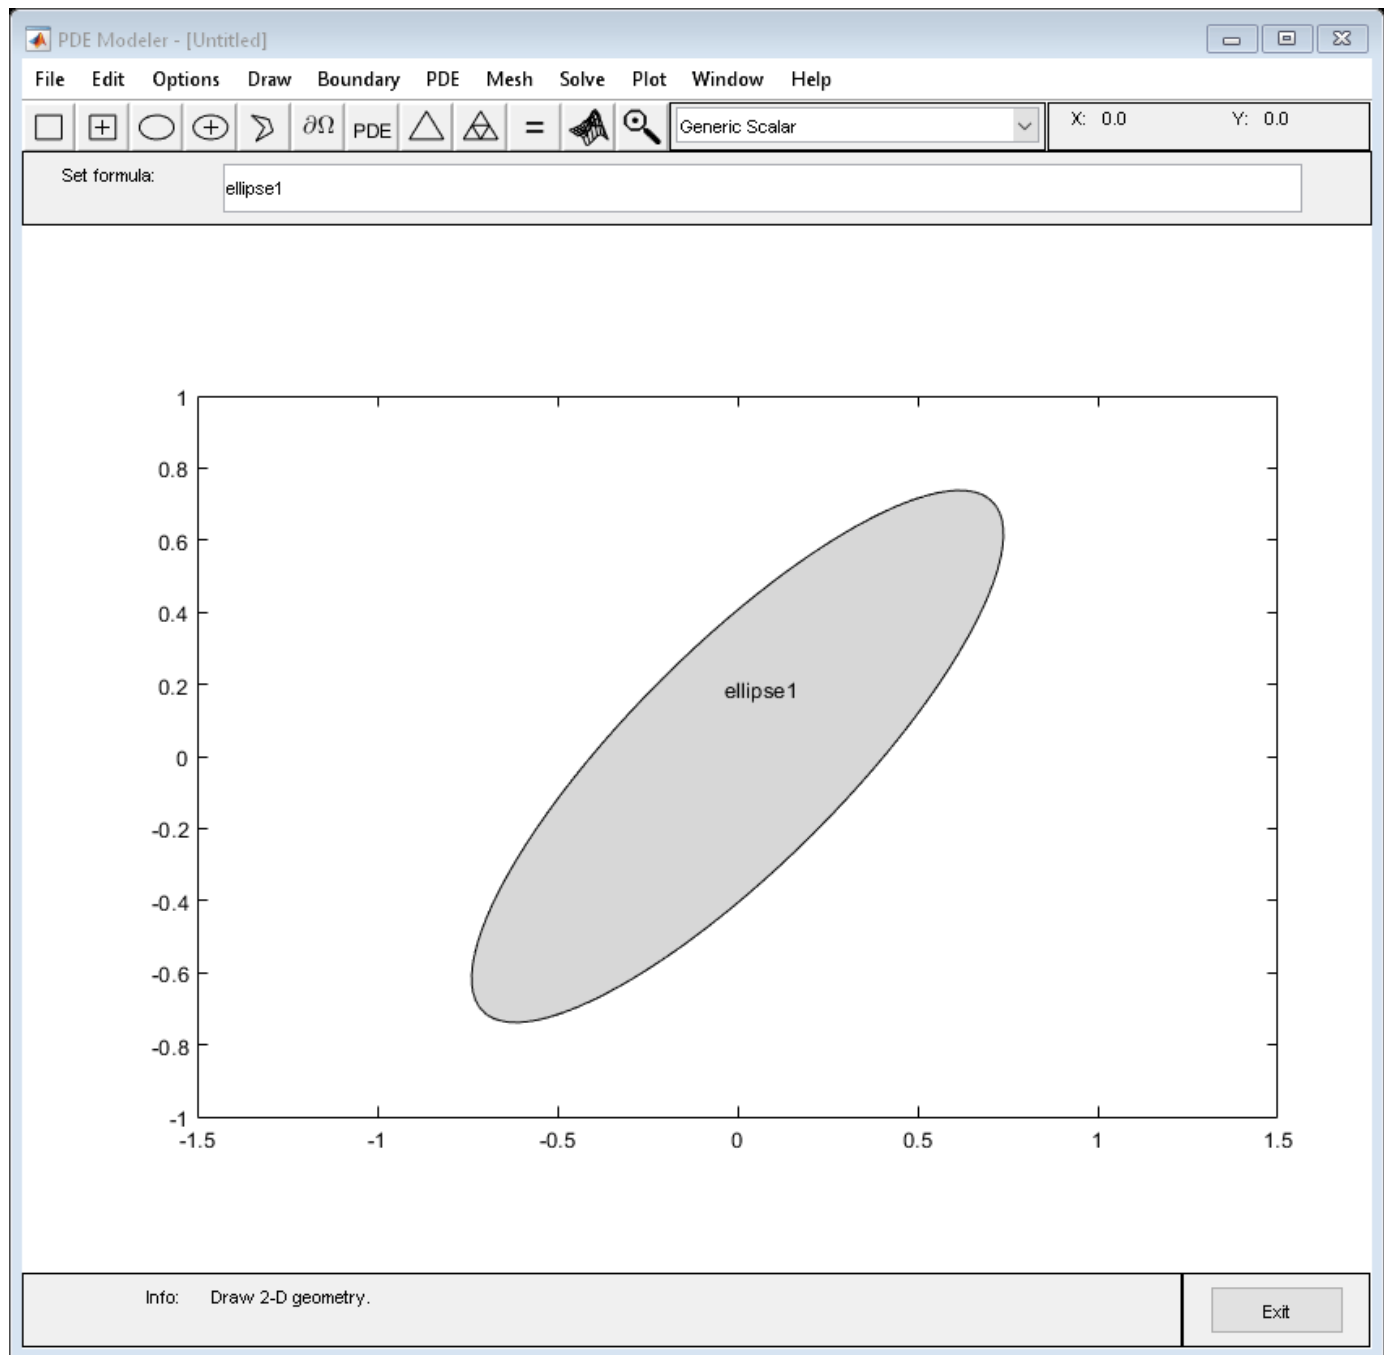 PDE Modeler - [Untitled]
File Edit Options Draw Boundary PDE Mesh Solve Plot Window Help
∂Ω PDE = Generic Scalar X: 0.0 Y: 0.0
Set formula: ellipse1
1
0.8
0.6
0.4
ellipse1
0.2
0
-0.2
-0.4
-0.6
-0.8
-1
-1.5 -1 -0.5 0 0.5 1 1.5
Info: Draw 2-D geometry. Exit